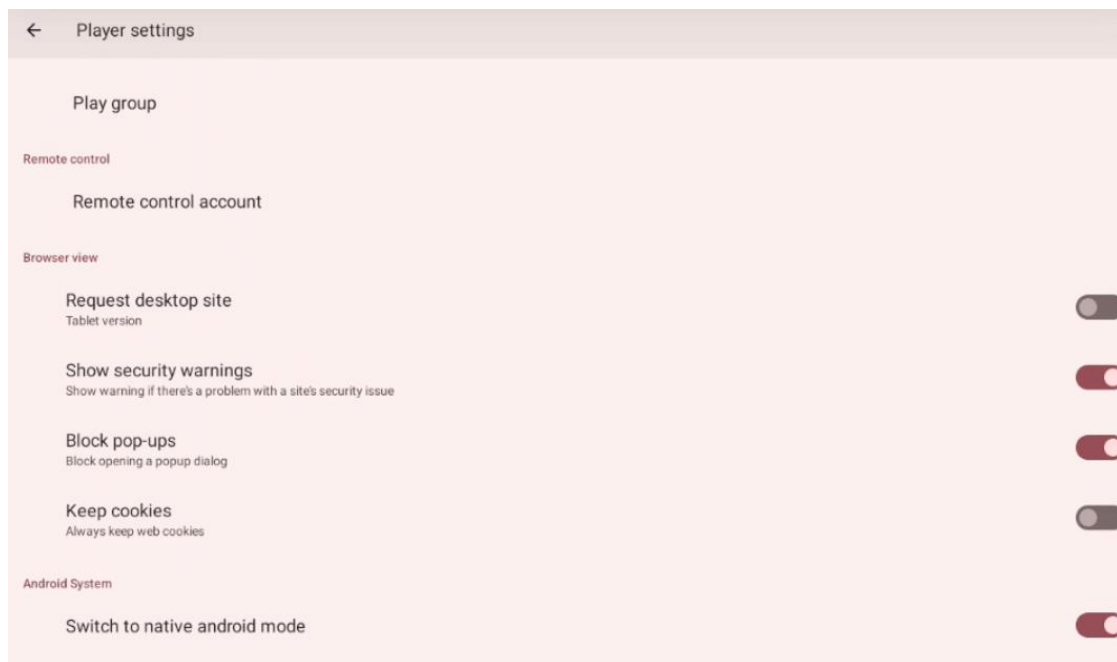 Player settings
Play group
Remote control
Remote control account
Browser view
Request desktop site
Tablet version
Show security warnings
Show warning if there's a problem with a site's security issue
Block pop-ups
Block opening a popup dialog
Keep cookies
Always keep web cookies
Android System
Switch to native android mode